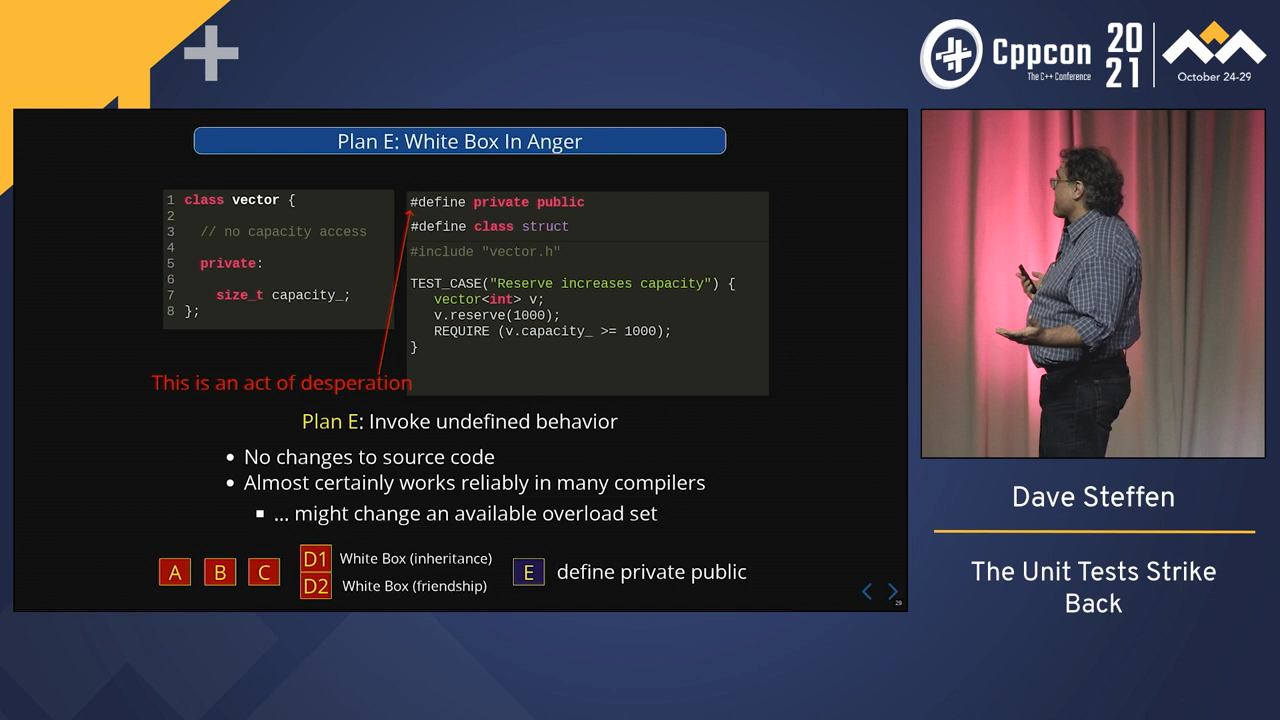 Cppcon
The C++ Conference
20
21
October 24-29
Plan E: White Box In Anger
1 class vector {
2
3   // no capacity access
4
5   private:
6
7     size_t capacity_;
8 };
#define private public
#define class struct
#include "vector.h"
TEST_CASE("Reserve increases capacity") {
   vector<int> v;
   v.reserve(1000);
   REQUIRE (v.capacity_ >= 1000);
}
This is an act of desperation
Plan E: Invoke undefined behavior
• No changes to source code
• Almost certainly works reliably in many compilers
▪ ... might change an available overload set
A B C
D1 White Box (inheritance)
D2 White Box (friendship)
E define private public
29
Dave Steffen
The Unit Tests Strike
Back